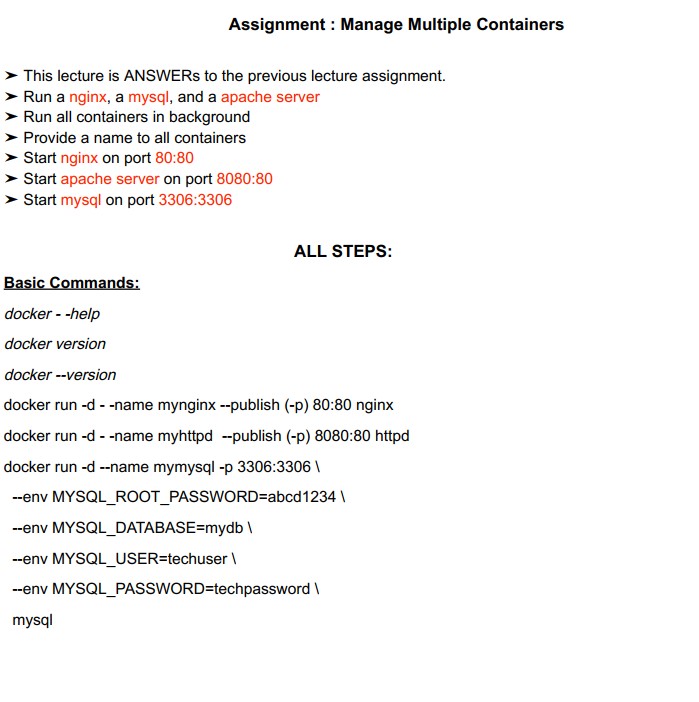 Assignment : Manage Multiple Containers
➢ This lecture is ANSWERs to the previous lecture assignment.
➢ Run a nginx, a mysql, and a apache server
➢ Run all containers in background
➢ Provide a name to all containers
➢ Start nginx on port 80:80
➢ Start apache server on port 8080:80
➢ Start mysql on port 3306:3306
ALL STEPS:
Basic Commands:
docker - -help
docker version
docker --version
docker run -d - -name mynginx --publish (-p) 80:80 nginx
docker run -d - -name myhttpd --publish (-p) 8080:80 httpd
docker run -d --name mymysql -p 3306:3306 \
--env MYSQL_ROOT_PASSWORD=abcd1234 \
--env MYSQL_DATABASE=mydb \
--env MYSQL_USER=techuser \
--env MYSQL_PASSWORD=techpassword \
mysql